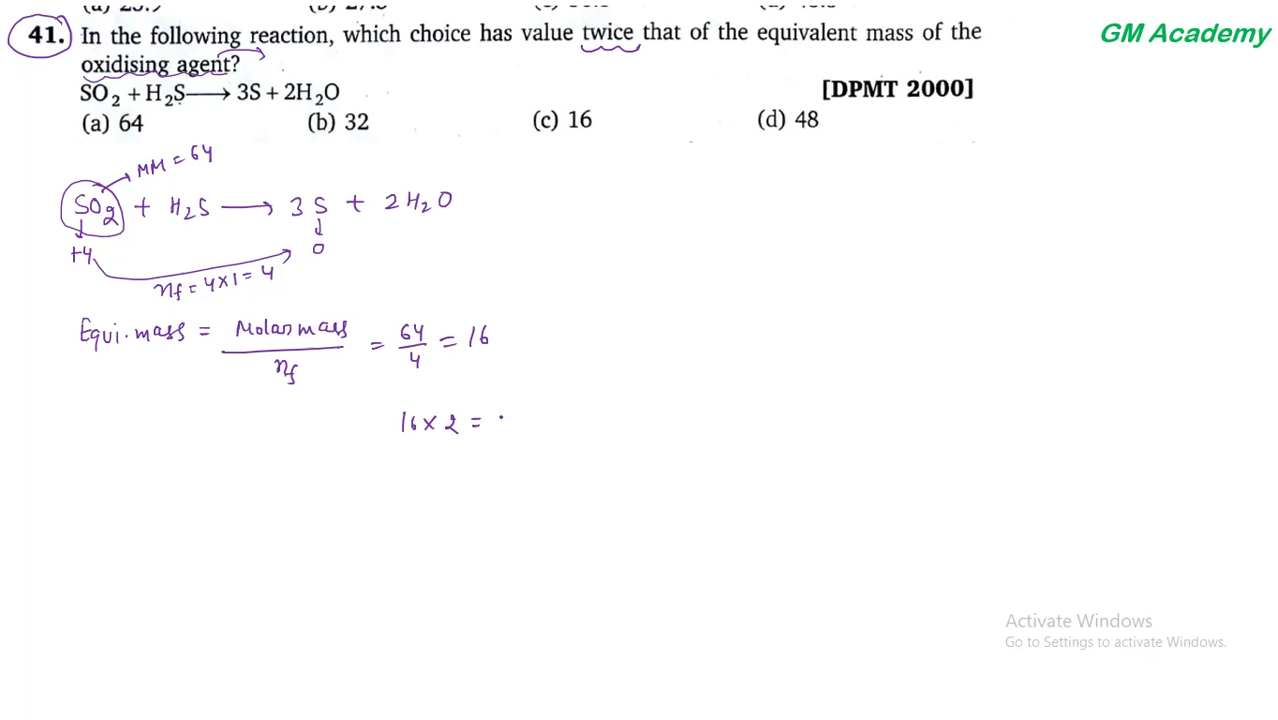 GM Academy
41. In the following reaction, which choice has value twice that of the equivalent mass of the
oxidising agent?
SO₂ + H₂S ⟶ 3S + 2H₂O [DPMT 2000]
(a) 64 (b) 32 (c) 16 (d) 48
MM = 64
SO₂ + H₂S ⟶ 3S + 2H₂O
+4 0
nf = 4×1 = 4
Equi. mass = Molar mass / nf = 64/4 = 16
16 × 2 =
Activate Windows
Go to Settings to activate Windows.